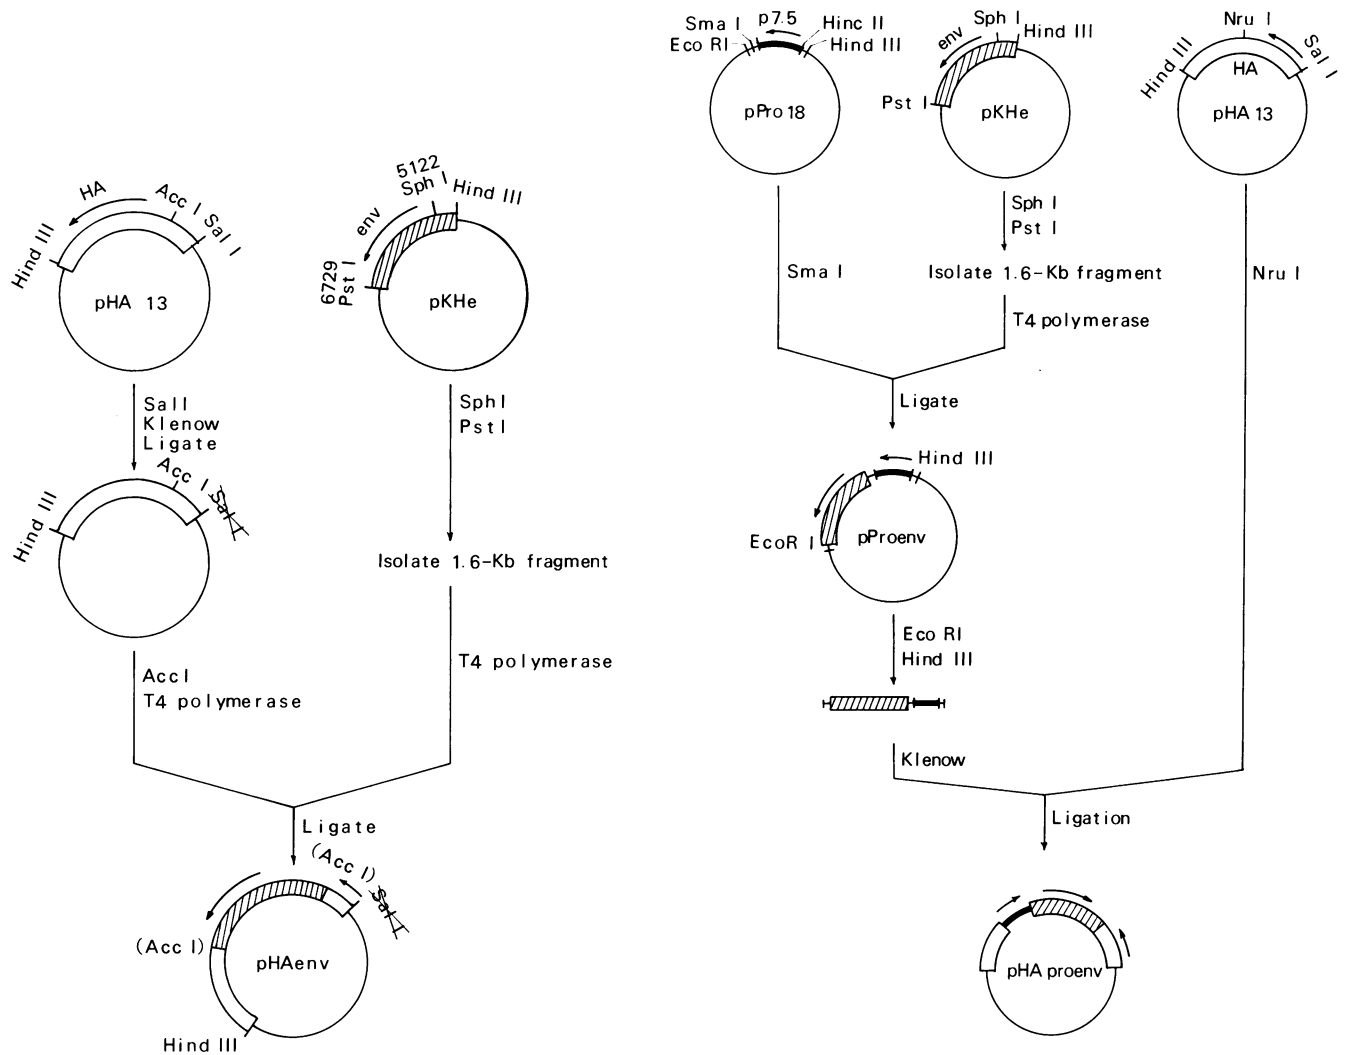 HA
Acc I
Sal I
Hind III
pHA 13
5122
Sph I
Hind III
env
6729
Pst I
pKHe
SalI
Klenow
Ligate
SphI
PstI
Acc I
Sal I
Hind III
Isolate 1.6-Kb fragment
AccI
T4 polymerase
T4 polymerase
Ligate
(Acc I)
Sal I
(Acc I)
pHAenv
Hind III
Sma I
p7.5
Hinc II
Eco RI
Hind III
pPro 18
Sph I
Hind III
env
Pst I
pKHe
Nru I
Hind III
Sal I
HA
pHA 13
Sph I
Pst I
Sma I
Isolate 1.6-Kb fragment
Nru I
T4 polymerase
Ligate
Hind III
EcoR I
pProenv
Eco RI
Hind III
Klenow
Ligation
pHA proenv